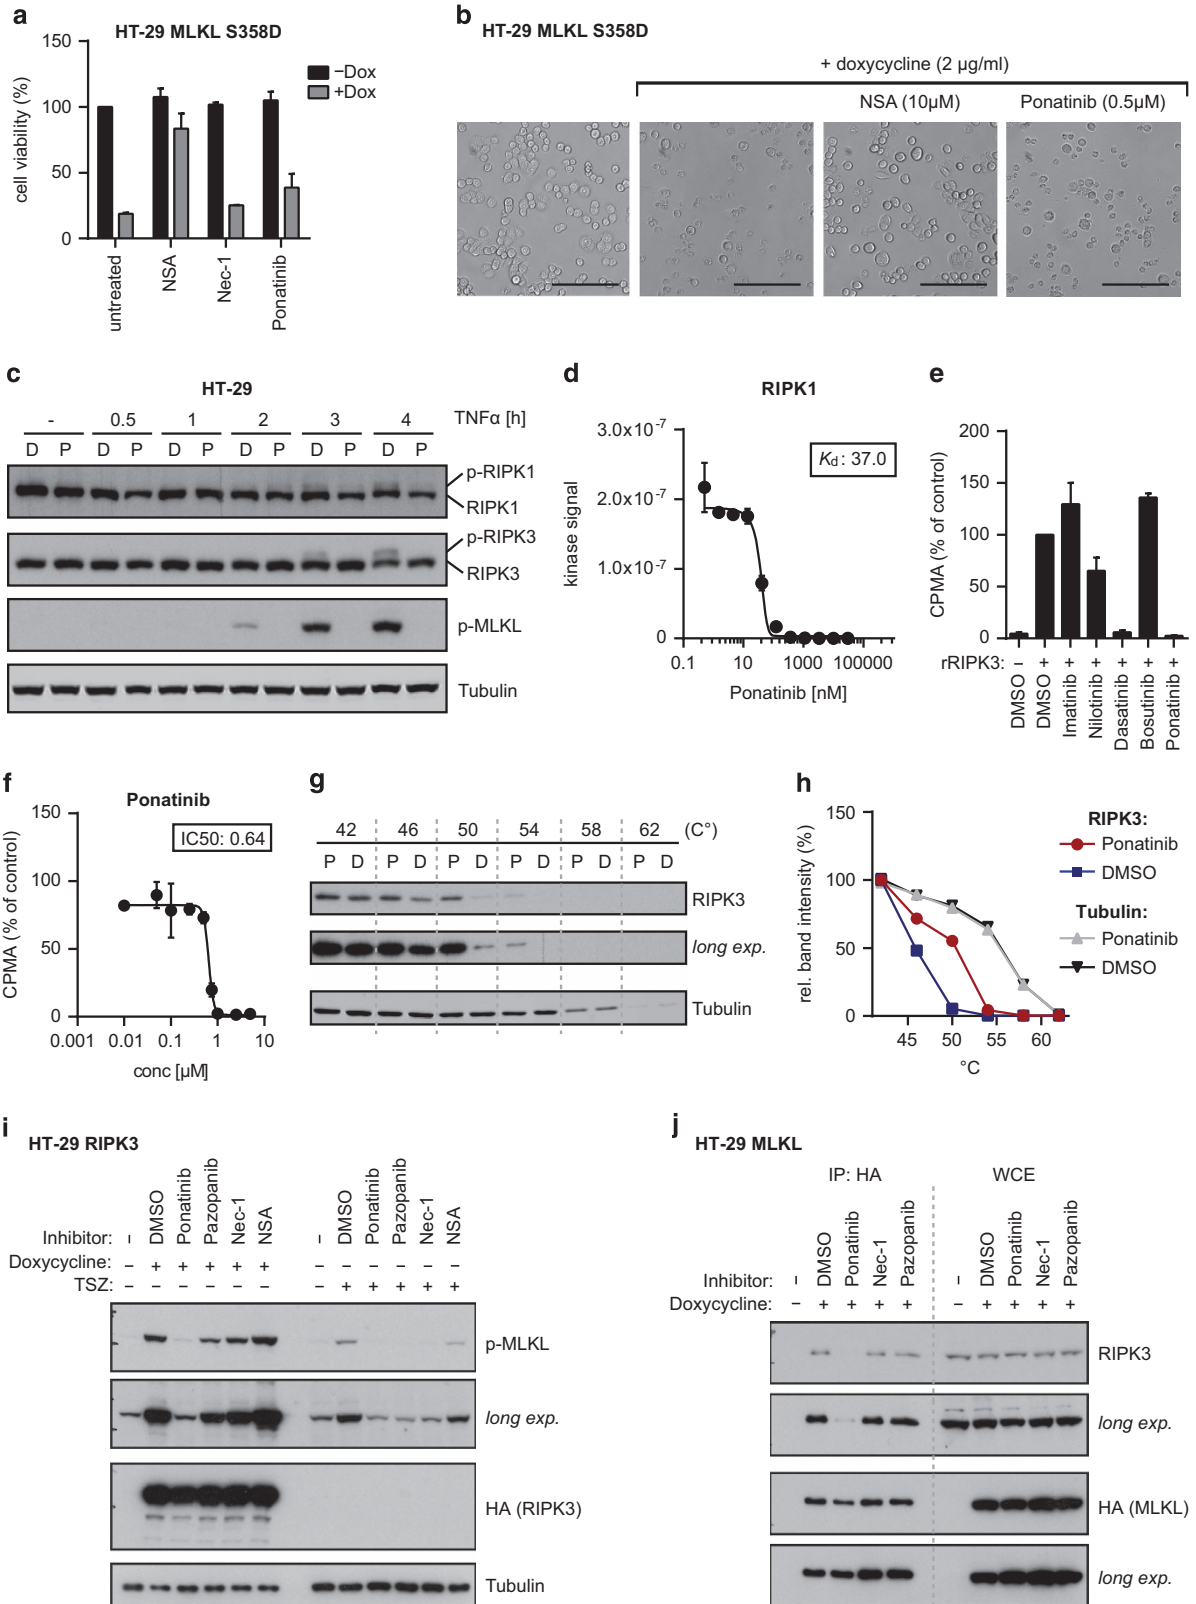 a
HT-29 MLKL S358D
150
100
50
0
cell viability (%)
–Dox
+Dox
untreated
NSA
Nec-1
Ponatinib
b
HT-29 MLKL S358D
+ doxycycline (2 µg/ml)
NSA (10µM)
Ponatinib (0.5µM)
c
HT-29
- 0.5 1 2 3 4 TNFα [h]
D P D P D P D P D P D P
p-RIPK1
RIPK1
p-RIPK3
RIPK3
p-MLKL
Tubulin
d
RIPK1
Kd: 37.0
3.0x10-7
2.0x10-7
1.0x10-7
0
kinase signal
0.1 10 1000 100000
Ponatinib [nM]
e
200
150
100
50
0
CPMA (% of control)
rRIPK3: – + + + + + +
DMSO
DMSO
Imatinib
Nilotinib
Dasatinib
Bosutinib
Ponatinib
f
Ponatinib
IC50: 0.64
150
100
50
0
CPMA (% of control)
0.001 0.01 0.1 1 10
conc [µM]
g
42 46 50 54 58 62 (C°)
P D P D P D P D P D P D
RIPK3
long exp.
Tubulin
h
150
100
50
0
rel. band intensity (%)
45 50 55 60
°C
RIPK3:
Ponatinib
DMSO
Tubulin:
Ponatinib
DMSO
i
HT-29 RIPK3
Inhibitor: – DMSO Ponatinib Pazopanib Nec-1 NSA – DMSO Ponatinib Pazopanib Nec-1 NSA
Doxycycline: – + + + + + – – – – – –
TSZ: – – – – – – – + + + + +
p-MLKL
long exp.
HA (RIPK3)
Tubulin
j
HT-29 MLKL
IP: HA WCE
Inhibitor: – DMSO Ponatinib Nec-1 Pazopanib – DMSO Ponatinib Nec-1 Pazopanib
Doxycycline: – + + + + – + + + +
RIPK3
long exp.
HA (MLKL)
long exp.